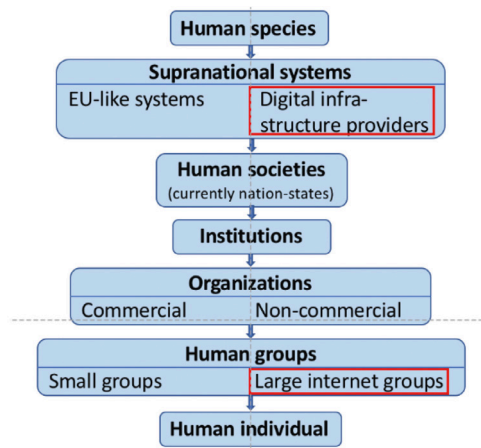 Human species
Supranational systems
EU-like systems
Digital infra-
structure providers
Human societies
(currently nation-states)
Institutions
Organizations
Commercial
Non-commercial
Human groups
Small groups
Large internet groups
Human individual